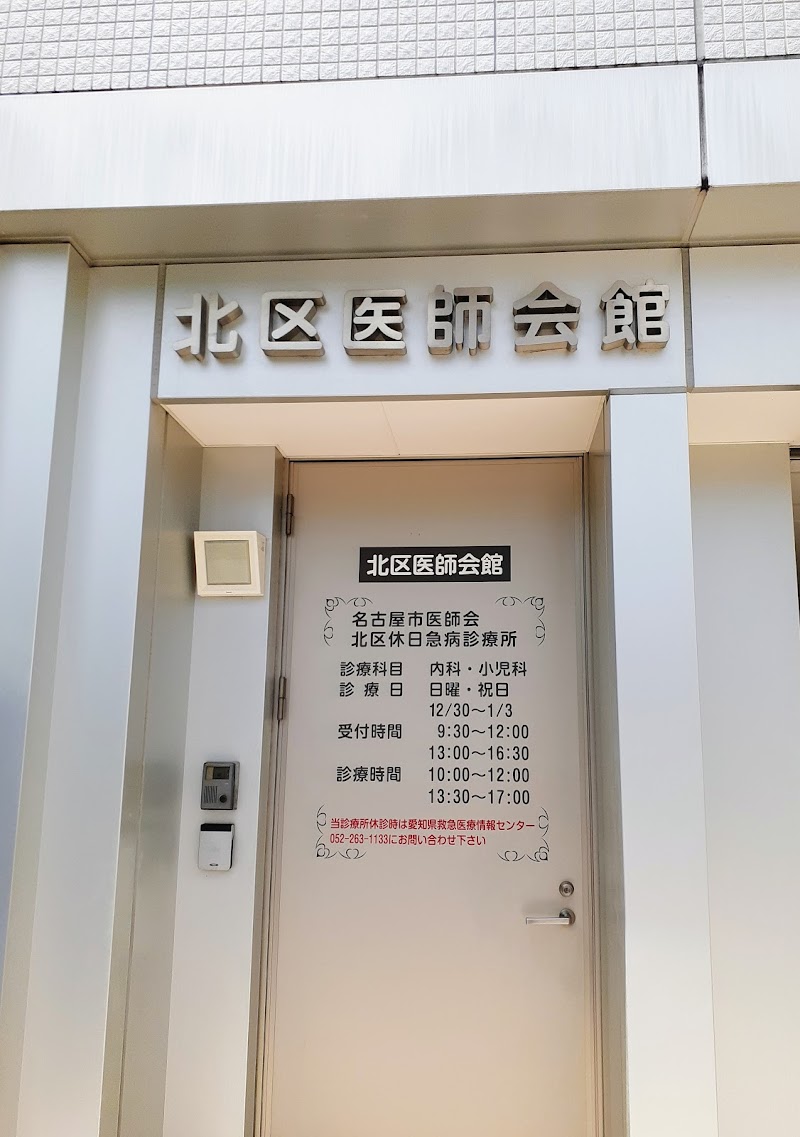 北区医師会館
北区医師会館
名古屋市医師会
北区休日急病診療所
診療科目 内科・小児科
診療日 日曜・祝日
12/30〜1/3
受付時間 9:30〜12:00
13:00〜16:30
診療時間 10:00〜12:00
13:30〜17:00
当診療所休診時は愛知県救急医療情報センター
052-263-1133にお問い合わせ下さい